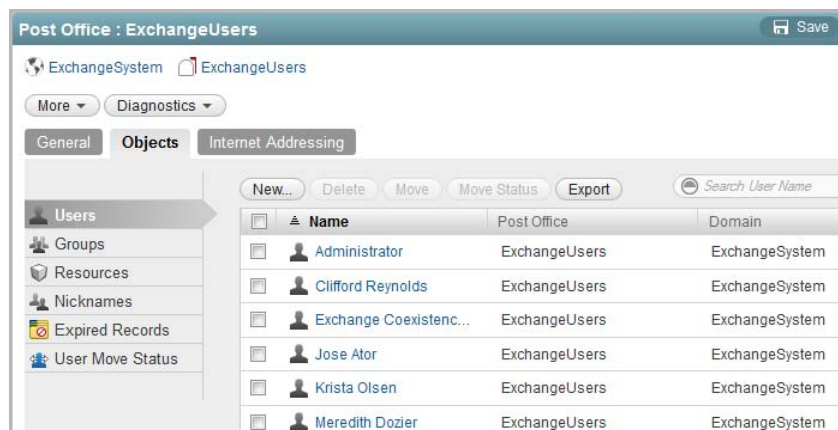 Post Office : ExchangeUsers
Save
ExchangeSystem ExchangeUsers
More Diagnostics
General Objects Internet Addressing
New... Delete Move Move Status Export Search User Name
Users
Groups
Resources
Nicknames
Expired Records
User Move Status
Name Post Office Domain
Administrator ExchangeUsers ExchangeSystem
Clifford Reynolds ExchangeUsers ExchangeSystem
Exchange Coexistenc... ExchangeUsers ExchangeSystem
Jose Ator ExchangeUsers ExchangeSystem
Krista Olsen ExchangeUsers ExchangeSystem
Meredith Dozier ExchangeUsers ExchangeSystem